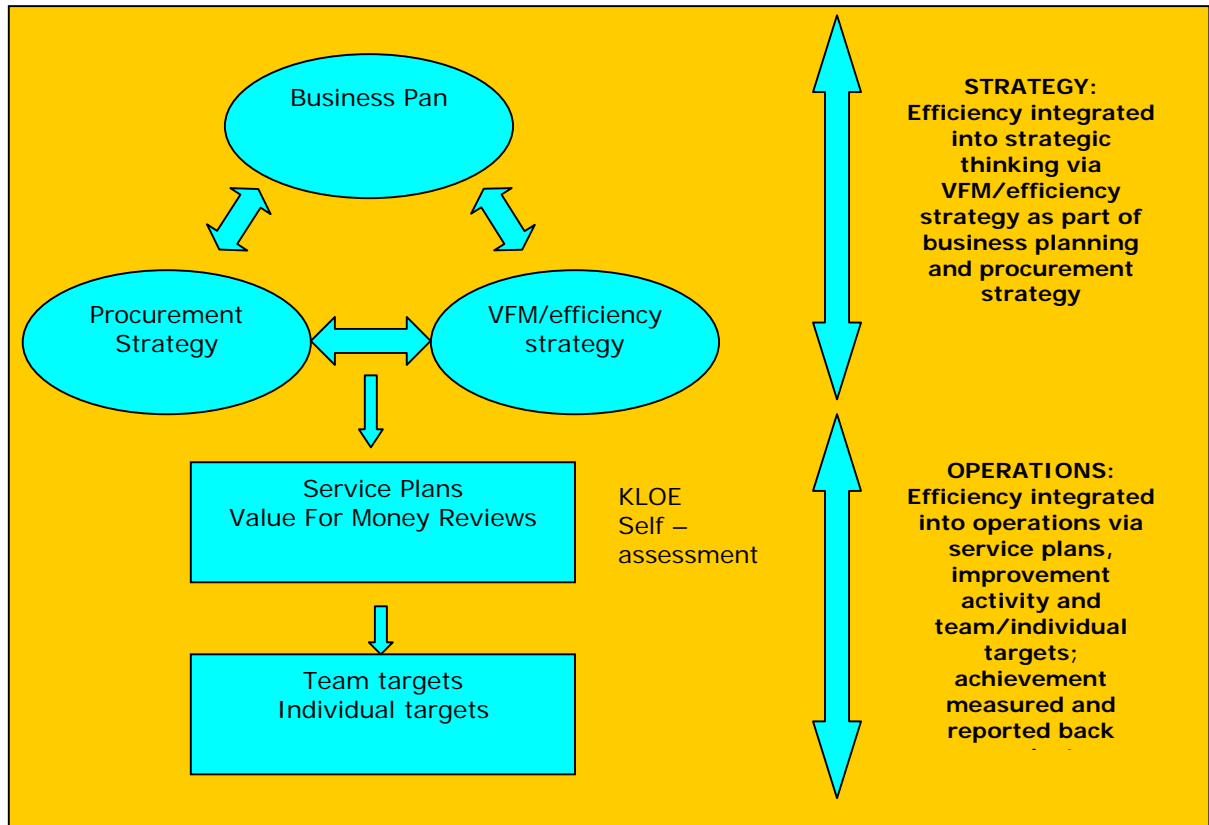 Business Pan
Procurement
Strategy
VFM/efficiency
strategy
Service Plans
Value For Money Reviews
KLOE
Self –
assessment
Team targets
Individual targets
STRATEGY:
Efficiency integrated
into strategic
thinking via
VFM/efficiency
strategy as part of
business planning
and procurement
strategy
OPERATIONS:
Efficiency integrated
into operations via
service plans,
improvement
activity and
team/individual
targets;
achievement
measured and
reported back